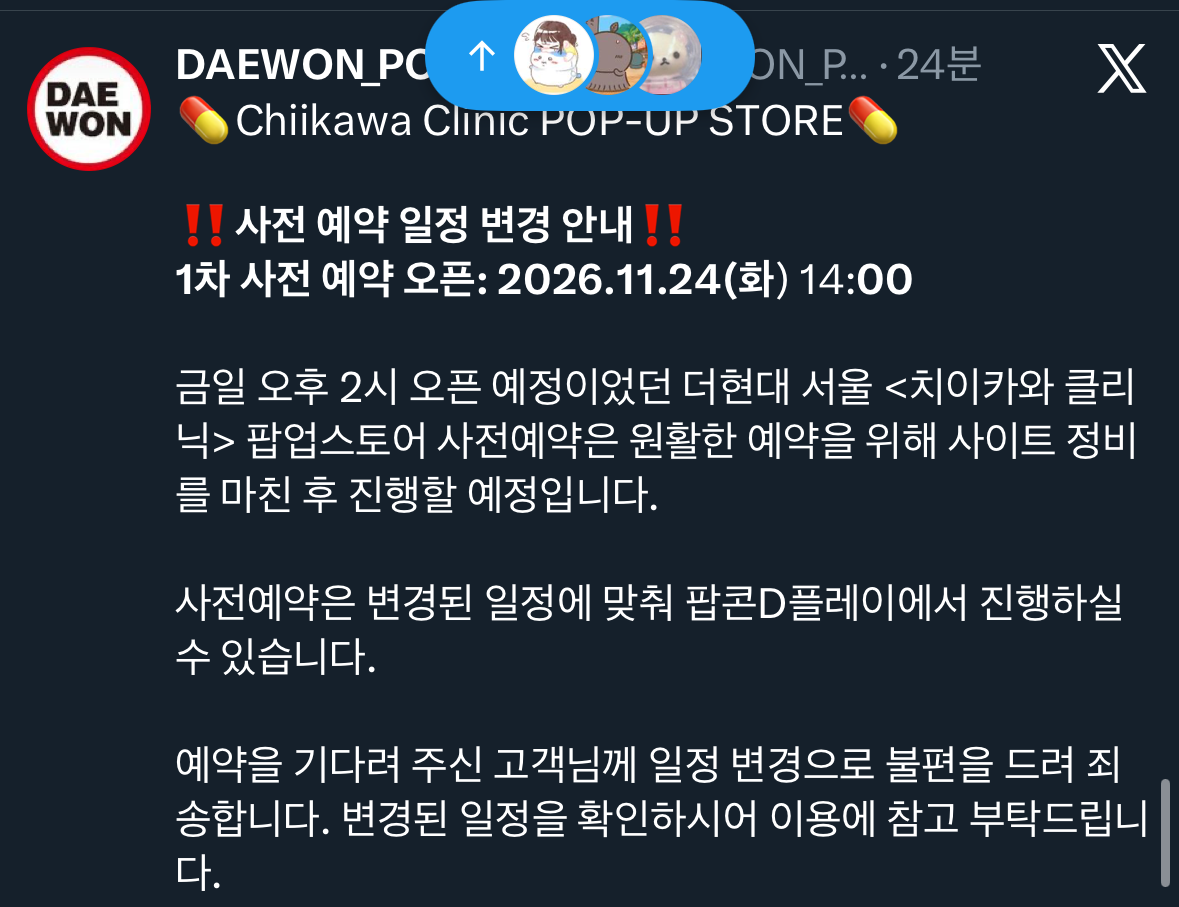 DAE
WON
DAEWON_PO
ON_P... · 24분
💊Chiikawa Clinic POP-UP STORE💊
‼️사전 예약 일정 변경 안내‼️
1차 사전 예약 오픈: 2026.11.24(화) 14:00
금일 오후 2시 오픈 예정이었던 더현대 서울 <치이카와 클리
닉> 팝업스토어 사전예약은 원활한 예약을 위해 사이트 정비
를 마친 후 진행할 예정입니다.
사전예약은 변경된 일정에 맞춰 팝콘D플레이에서 진행하실
수 있습니다.
예약을 기다려 주신 고객님께 일정 변경으로 불편을 드려 죄
송합니다. 변경된 일정을 확인하시어 이용에 참고 부탁드립니
다.